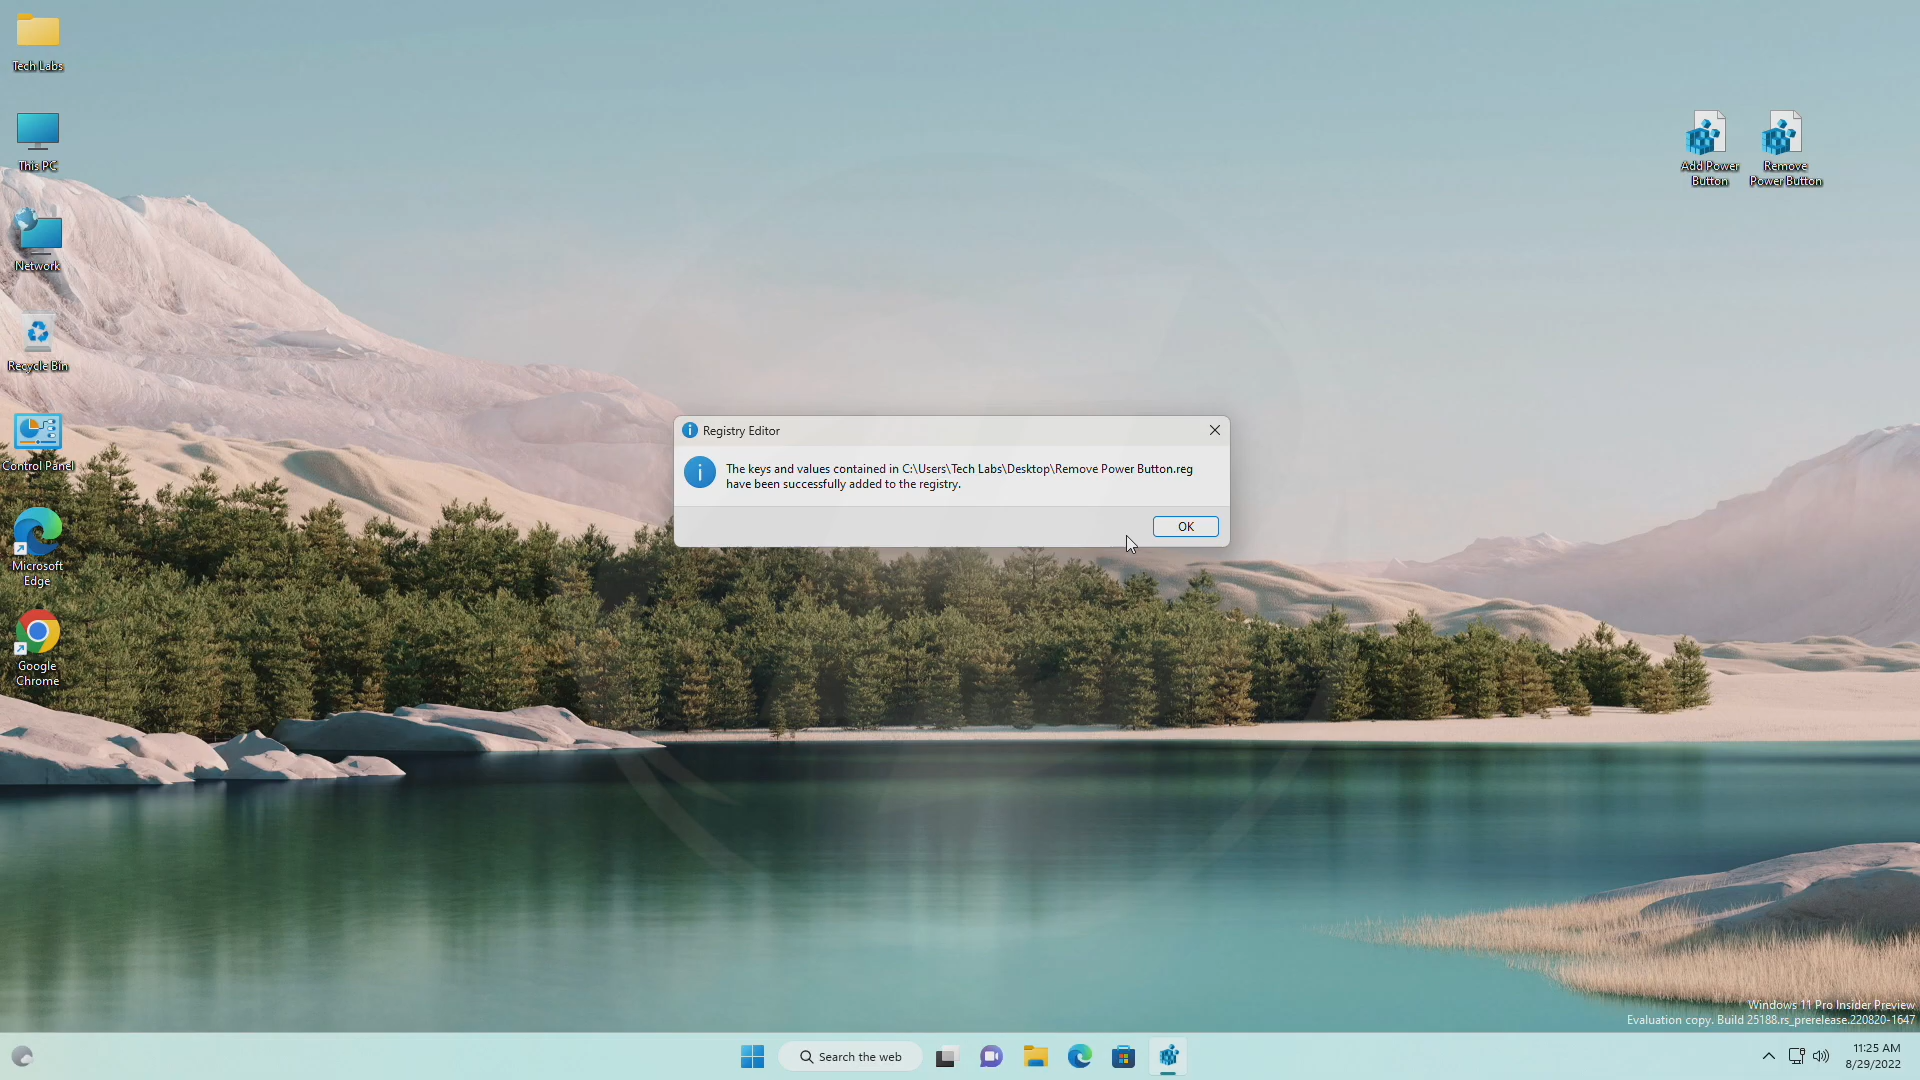 Tech Labs
This PC
Network
Recycle Bin
Control Panel
Microsoft
Edge
Google
Chrome
Add Power
Button
Remove
Power Button
Registry Editor
The keys and values contained in C:\Users\Tech Labs\Desktop\Remove Power Button.reg
have been successfully added to the registry.
OK
Windows 11 Pro Insider Preview
Evaluation copy. Build 25188.rs_prerelease.220820-1647
Search the web
11:25 AM
8/29/2022